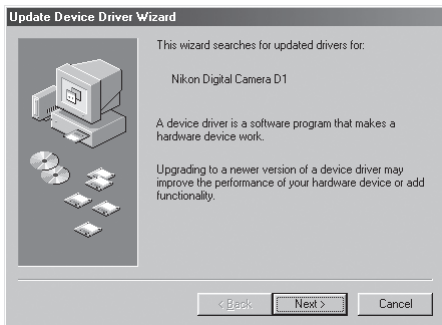 Update Device Driver Wizard
This wizard searches for updated drivers for:
Nikon Digital Camera D1
A device driver is a software program that makes a
hardware device work.
Upgrading to a newer version of a device driver may
improve the performance of your hardware device or add
functionality.
< Back
Next >
Cancel